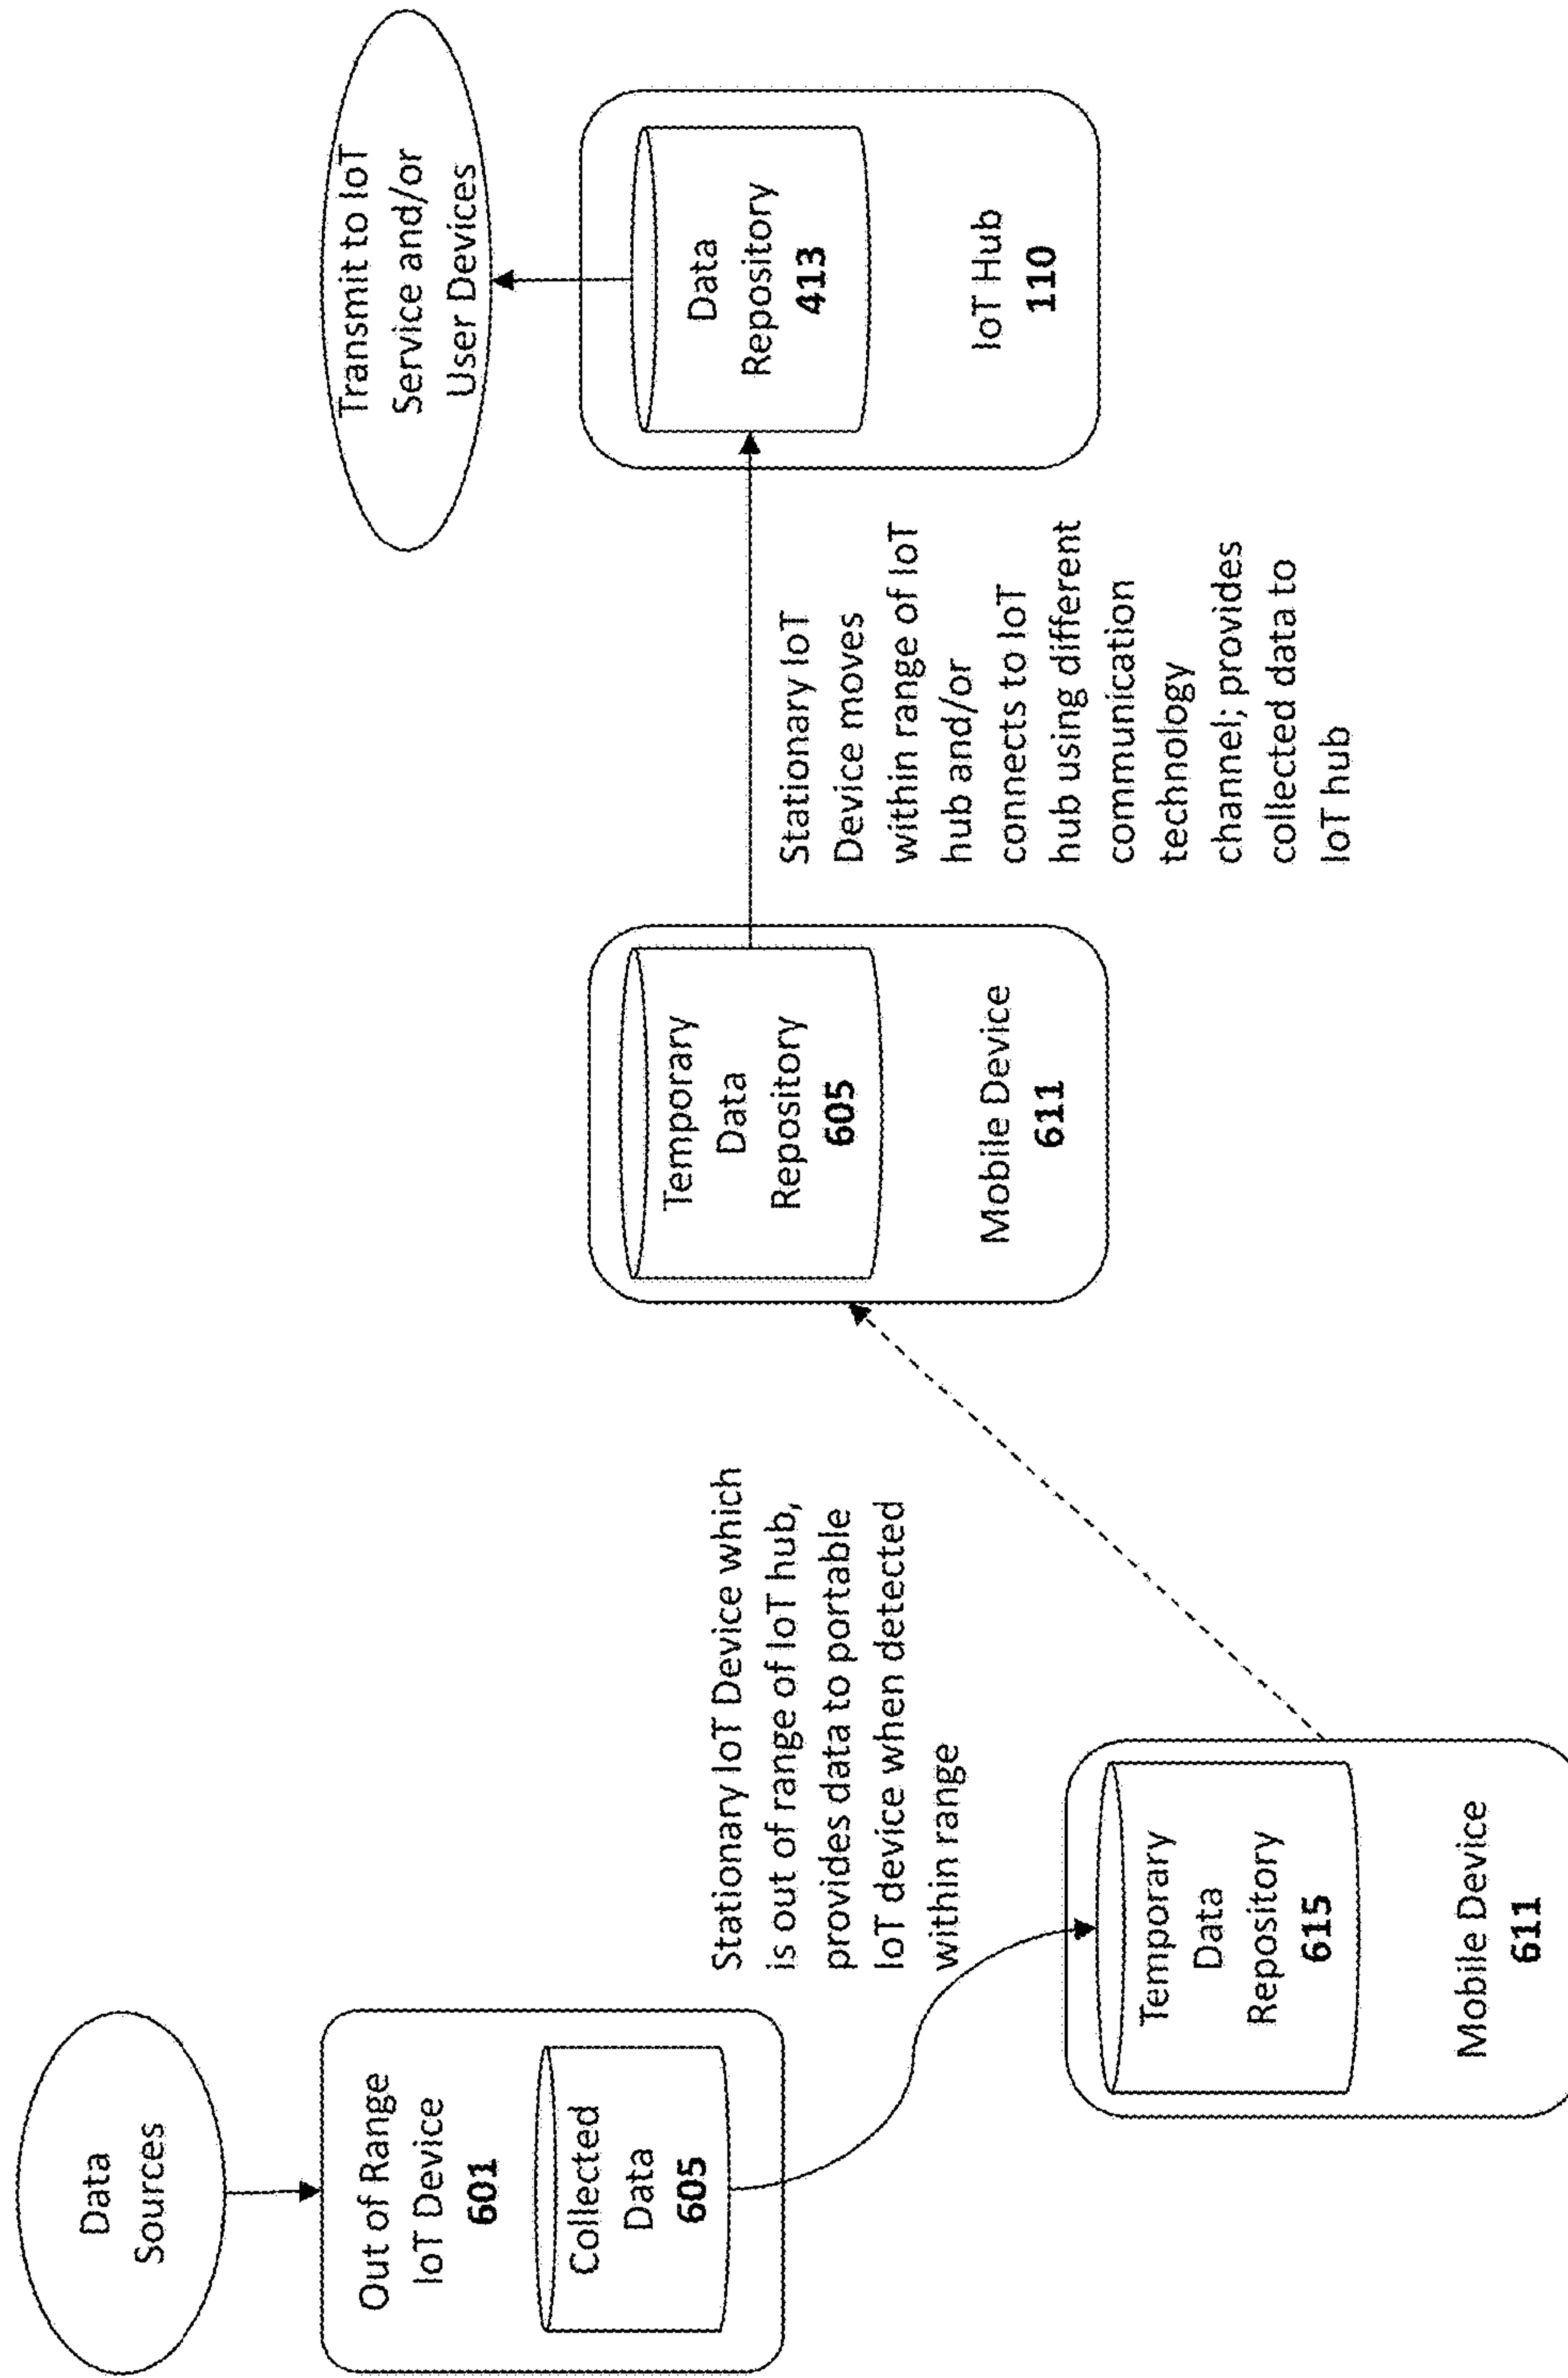 Data
Sources
Out of Range
IoT Device
601
Collected
Data
605
Stationary IoT Device which
is out of range of IoT hub,
provides data to portable
IoT device when detected
within range
Temporary
Data
Repository
615
Mobile Device
611
Temporary
Data
Repository
605
Mobile Device
611
Stationary IoT
Device moves
within range of IoT
hub and/or
connects to IoT
hub using different
communication
technology
channel; provides
collected data to
IoT hub
Transmit to IoT
Service and/or
User Devices
Data
Repository
413
IoT Hub
110